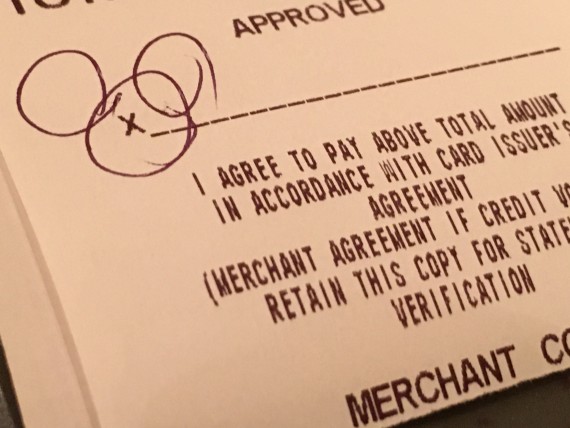 APPROVED
X
I AGREE TO PAY ABOVE TOTAL AMOUNT
IN ACCORDANCE WITH CARD ISSUER'S
AGREEMENT
(MERCHANT AGREEMENT IF CREDIT
RETAIN THIS COPY FOR
VERIFICATION
MERCHANT